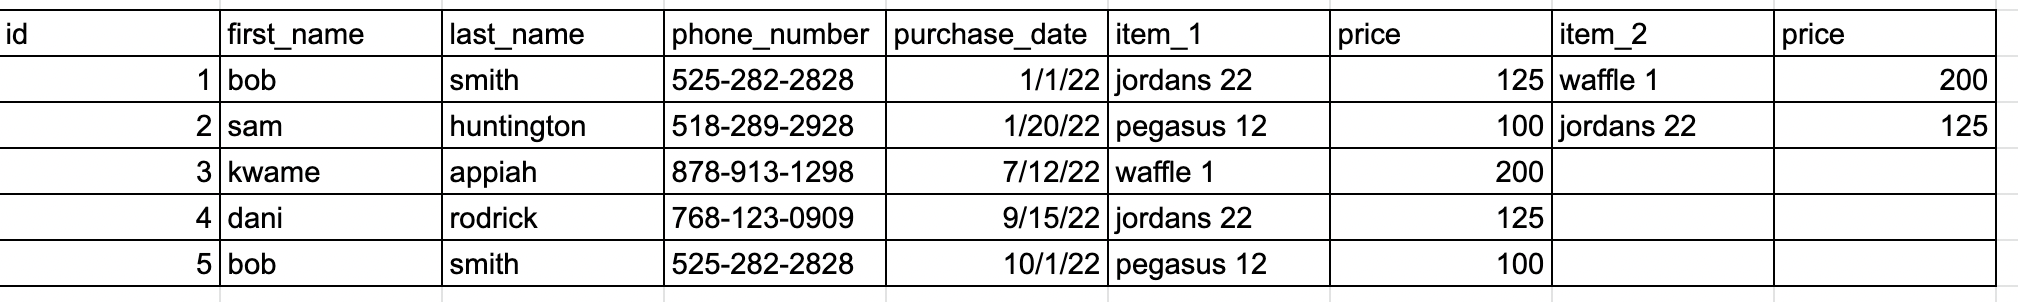 id first_name last_name phone_number purchase_date item_1 price item_2 price
1 bob smith 525-282-2828 1/1/22 jordans 22 125 waffle 1 200
2 sam huntington 518-289-2928 1/20/22 pegasus 12 100 jordans 22 125
3 kwame appiah 878-913-1298 7/12/22 waffle 1 200
4 dani rodrick 768-123-0909 9/15/22 jordans 22 125
5 bob smith 525-282-2828 10/1/22 pegasus 12 100